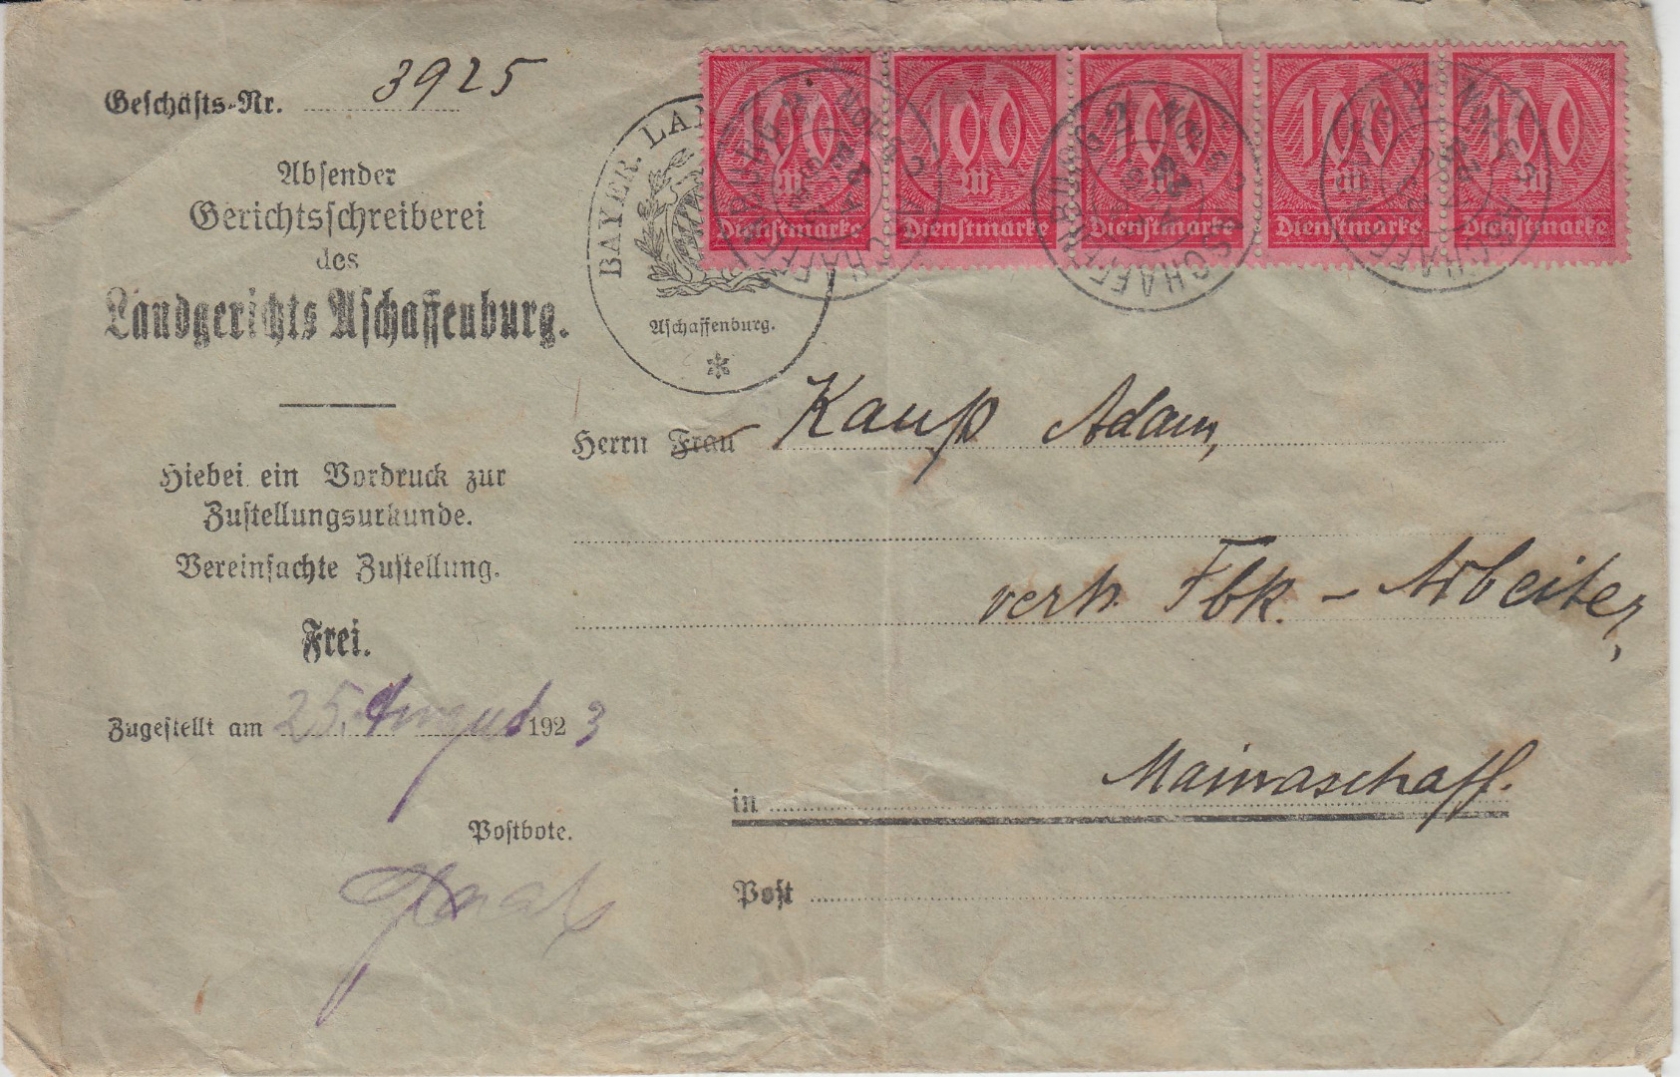 Geschäfts-Nr. 3925
Absender
Gerichtsschreiberei
des
Landgerichts Aschaffenburg.
Hiebei ein Vordruck zur
Zustellungsurkunde.
Vereinfachte Zustellung.
Frei.
Zugestellt am 25. August 1923
Postbote.
BAYER. LAN
Aschaffenburg.
100 100 100 100 100
M M M M M
Dienstmarke Dienstmarke Dienstmarke Dienstmarke Dienstmarke
Herrn Frau Kaup Adam,
verh. Fbk.-Arbeiter,
in Mainaschaff.
Post